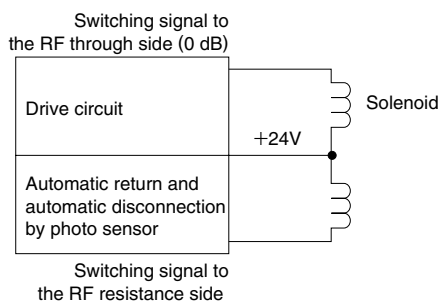 Switching signal to
the RF through side (0 dB)
Drive circuit
Solenoid
+24V
Automatic return and
automatic disconnection
by photo sensor
Switching signal to
the RF resistance side